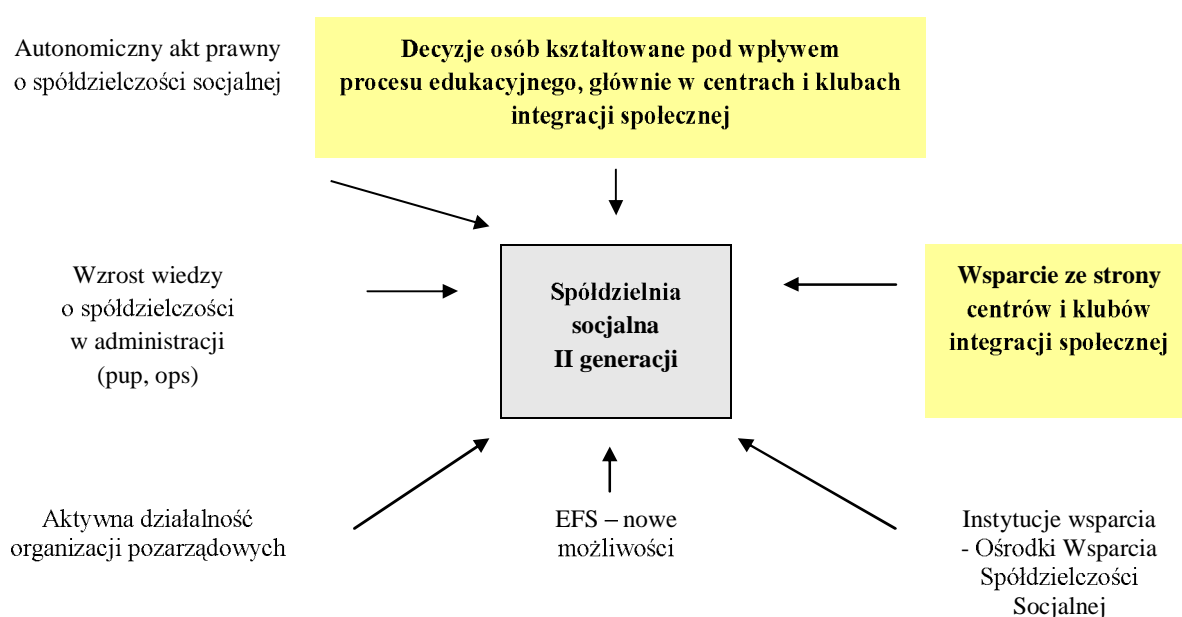 Autonomiczny akt prawny
o spółdzielczości socjalnej
Decyzje osób kształtowane pod wpływem
procesu edukacyjnego, głównie w centrach i klubach
integracji społecznej
Wzrost wiedzy
o spółdzielczości
w administracji
(pup, ops)
Spółdzielnia
socjalna
II generacji
Wsparcie ze strony
centrów i klubów
integracji społecznej
Aktywna działalność
organizacji pozarządowych
EFS – nowe
możliwości
Instytucje wsparcia
- Ośrodki Wsparcia
Spółdzielczości
Socjalnej